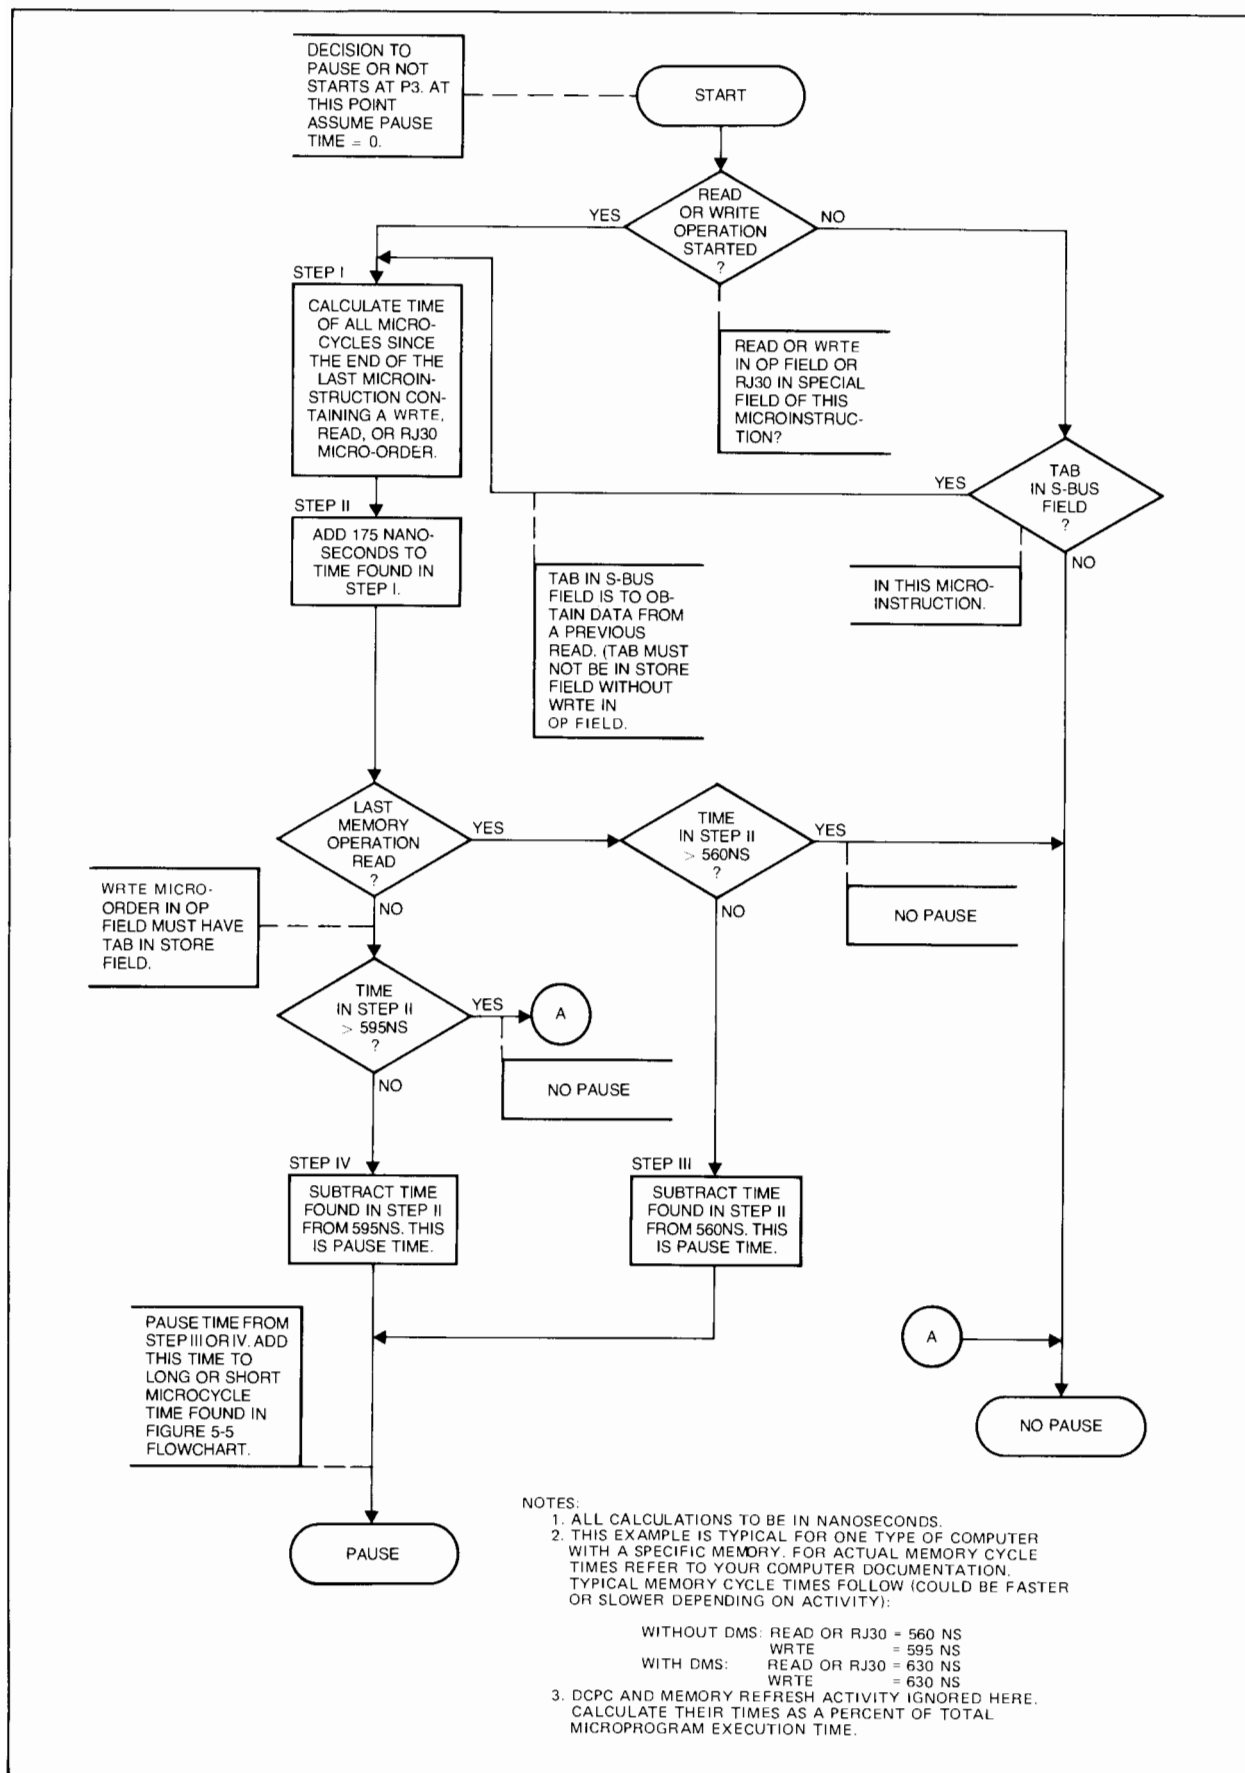 DECISION TO
PAUSE OR NOT
STARTS AT P3. AT
THIS POINT
ASSUME PAUSE
TIME = 0.
START
READ
OR WRITE
OPERATION
STARTED
?
YES
NO
STEP I
CALCULATE TIME
OF ALL MICRO-
CYCLES SINCE
THE END OF THE
LAST MICROIN-
STRUCTION CON-
TAINING A WRTE,
READ, OR RJ30
MICRO-ORDER.
READ OR WRTE
IN OP FIELD OR
RJ30 IN SPECIAL
FIELD OF THIS
MICROINSTRUC-
TION?
YES
TAB
IN S-BUS
FIELD
?
NO
STEP II
ADD 175 NANO-
SECONDS TO
TIME FOUND IN
STEP I.
TAB IN S-BUS
FIELD IS TO OB-
TAIN DATA FROM
A PREVIOUS
READ. (TAB MUST
NOT BE IN STORE
FIELD WITHOUT
WRTE IN
OP FIELD.
IN THIS MICRO-
INSTRUCTION.
LAST
MEMORY
OPERATION
READ
?
YES
NO
TIME
IN STEP II
> 560NS
?
YES
NO
NO PAUSE
WRTE MICRO-
ORDER IN OP
FIELD MUST HAVE
TAB IN STORE
FIELD.
TIME
IN STEP II
> 595NS
?
YES
A
NO
NO PAUSE
STEP IV
SUBTRACT TIME
FOUND IN STEP II
FROM 595NS. THIS
IS PAUSE TIME.
STEP III
SUBTRACT TIME
FOUND IN STEP II
FROM 560NS. THIS
IS PAUSE TIME.
PAUSE TIME FROM
STEP III OR IV. ADD
THIS TIME TO
LONG OR SHORT
MICROCYCLE
TIME FOUND IN
FIGURE 5-5
FLOWCHART.
A
NO PAUSE
PAUSE
NOTES:
1. ALL CALCULATIONS TO BE IN NANOSECONDS.
2. THIS EXAMPLE IS TYPICAL FOR ONE TYPE OF COMPUTER
WITH A SPECIFIC MEMORY. FOR ACTUAL MEMORY CYCLE
TIMES REFER TO YOUR COMPUTER DOCUMENTATION.
TYPICAL MEMORY CYCLE TIMES FOLLOW (COULD BE FASTER
OR SLOWER DEPENDING ON ACTIVITY):
WITHOUT DMS: READ OR RJ30 = 560 NS
WRTE = 595 NS
WITH DMS: READ OR RJ30 = 630 NS
WRTE = 630 NS
3. DCPC AND MEMORY REFRESH ACTIVITY IGNORED HERE.
CALCULATE THEIR TIMES AS A PERCENT OF TOTAL
MICROPROGRAM EXECUTION TIME.